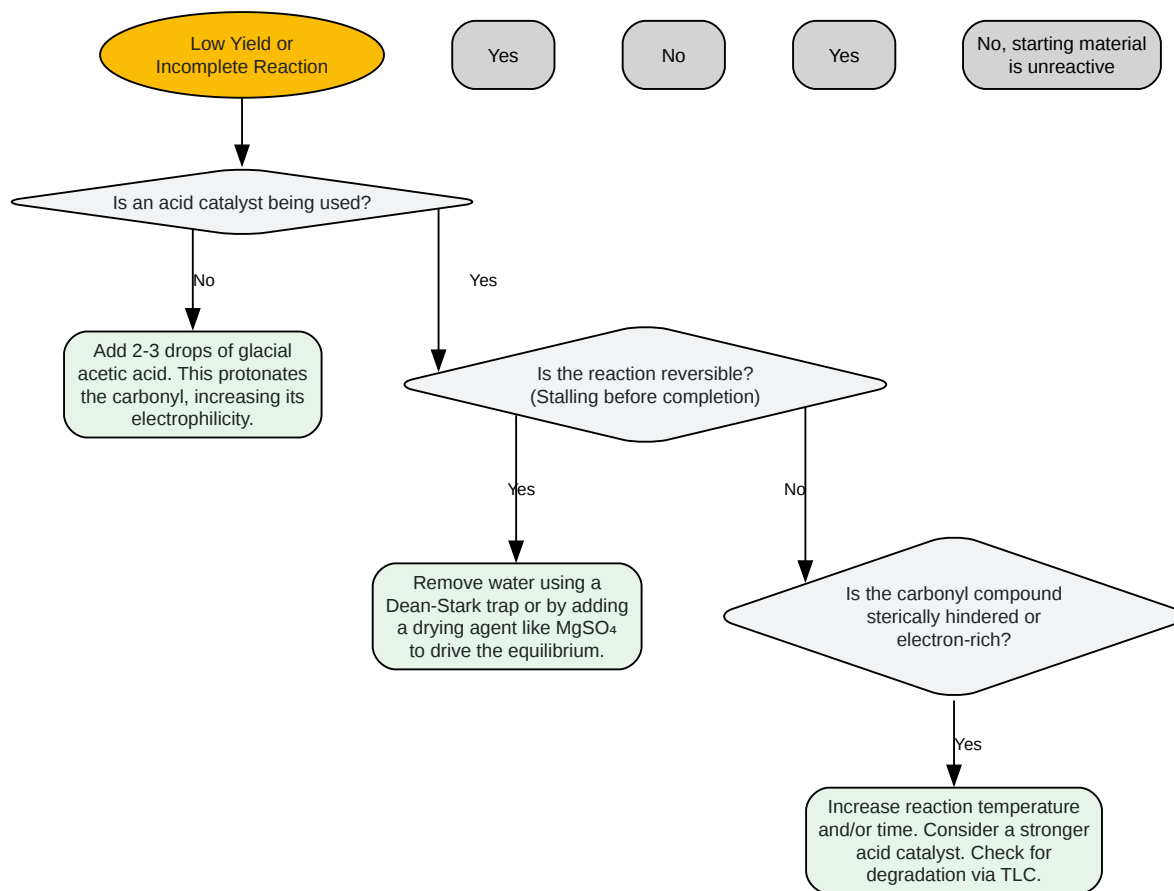 Low Yield or
Incomplete Reaction
Yes
No
Yes
No, starting material
is unreactive
Is an acid catalyst being used?
No
Yes
Add 2-3 drops of glacial
acetic acid. This protonates
the carbonyl, increasing its
electrophilicity.
Is the reaction reversible?
(Stalling before completion)
Yes
No
Remove water using a
Dean-Stark trap or by adding
a drying agent like MgSO₄
to drive the equilibrium.
Is the carbonyl compound
sterically hindered or
electron-rich?
Yes
Increase reaction temperature
and/or time. Consider a stronger
acid catalyst. Check for
degradation via TLC.